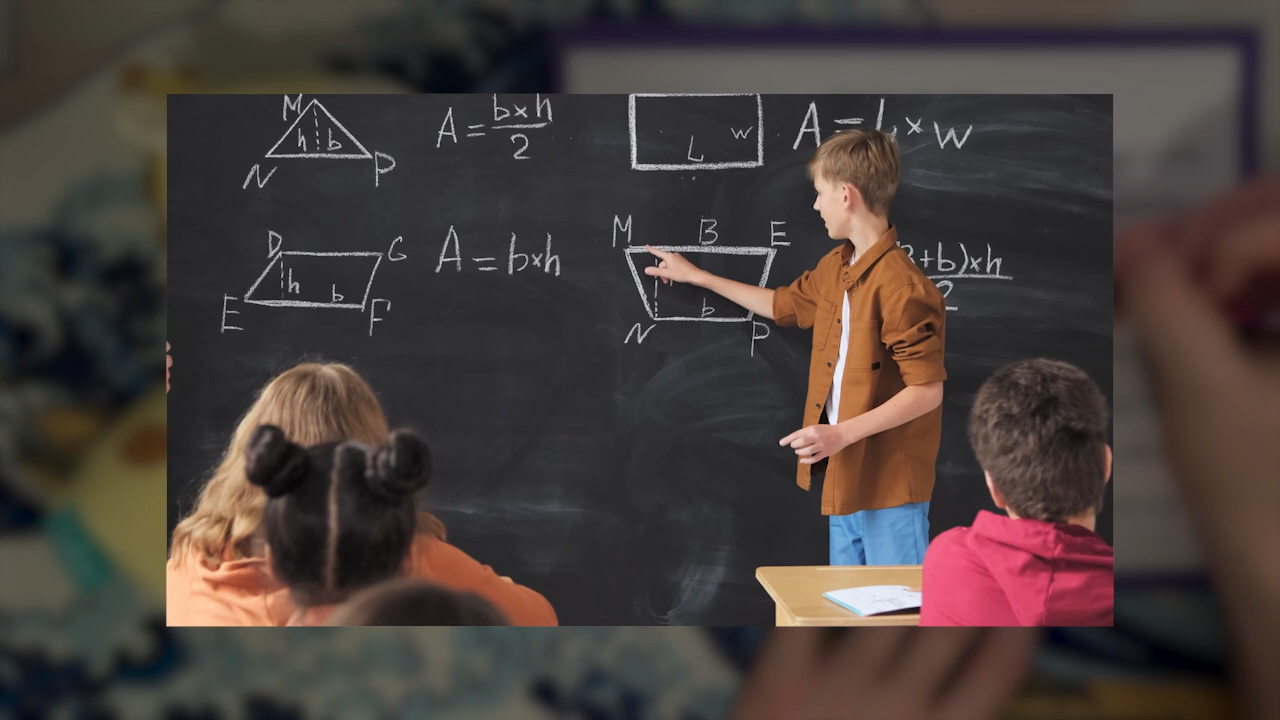 M
h b
N P
A = b×h
2
L w
A = L × w
D G
h
b
E F
A = b×h
M B E
b
N P
+b)×h
2